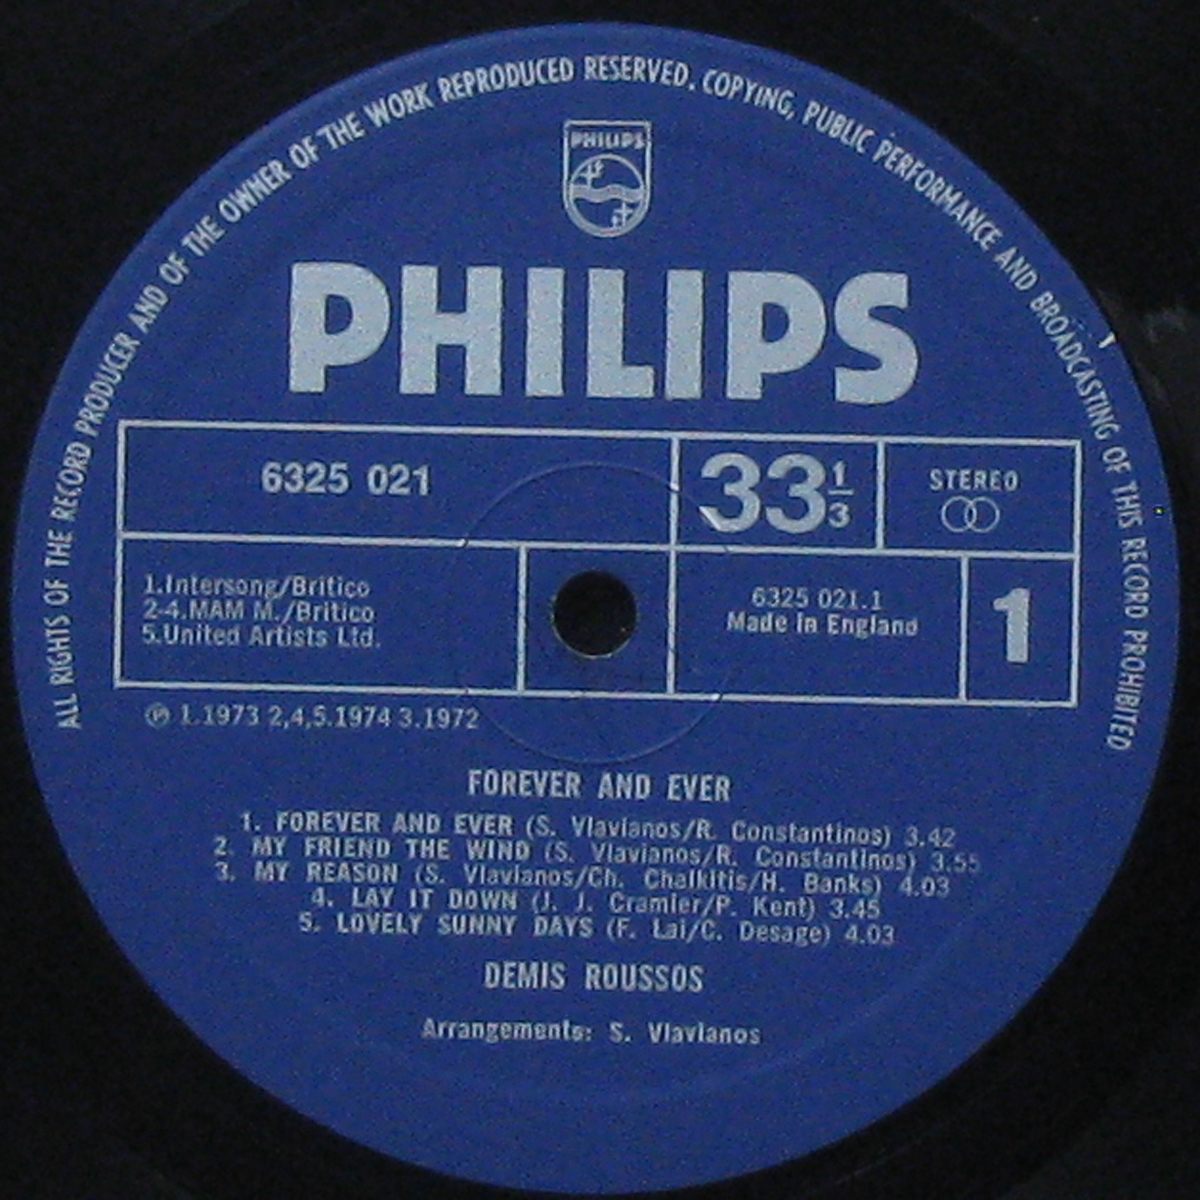 ALL RIGHTS OF THE RECORD PRODUCER AND OF THE OWNER OF THE WORK REPRODUCED RESERVED. COPYING, PUBLIC PERFORMANCE AND BROADCASTING OF THIS RECORD PROHIBITED
PHILIPS
PHILIPS
6325 021
33 1/3
STEREO
1.Intersong/Britico
2-4.MAM M./Britico
5.United Artists Ltd.
6325 021.1
Made in England
1
℗ 1.1973 2,4,5.1974 3.1972
FOREVER AND EVER
1. FOREVER AND EVER (S. Vlavianos/R. Constantinos) 3.42
2. MY FRIEND THE WIND (S. Vlavianos/R. Constantinos) 3.55
3. MY REASON (S. Vlavianos/Ch. Chalkitis/H. Banks) 4.03
4. LAY IT DOWN (J. J. Cramier/P. Kent) 3.45
5. LOVELY SUNNY DAYS (F. Lai/C. Desage) 4.03
DEMIS ROUSSOS
Arrangements: S. Vlavianos